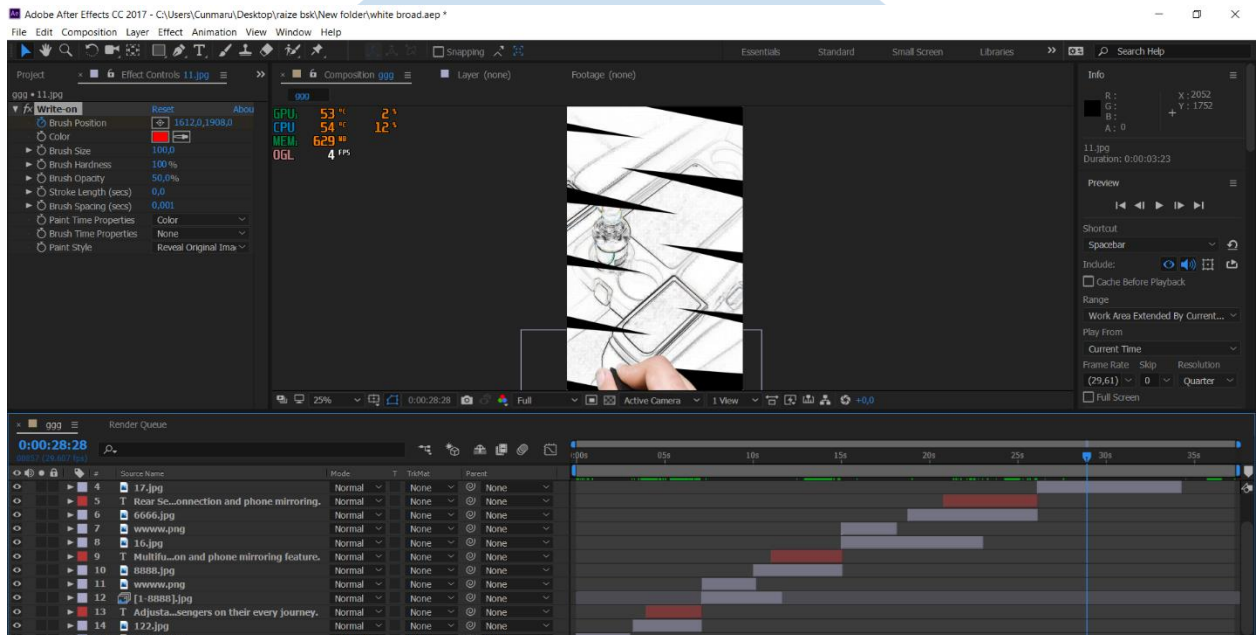 Adobe After Effects CC 2017 - C:\Users\Cunmaru\Desktop\raize bsk\New folder\white broad.aep *
File Edit Composition Layer Effect Animation View Window Help
Snapping
Essentials Standard Small Screen Libraries Search Help
Project Effect Controls 11.jpg
Composition ggg
Layer (none)
Footage (none)
Info
ggg • 11.jpg
ggg
fx Write-on Reset Abou
Brush Position 1612,0,1908,0
Color
Brush Size 100,0
Brush Hardness 100 %
Brush Opacity 50,0%
Stroke Length (secs) 0,0
Brush Spacing (secs) 0,001
Paint Time Properties Color
Brush Time Properties None
Paint Style Reveal Original Ima
GPU 53 °C 2 %
CPU 54 °C 12 %
MEM 629 MB
OGL 4 FPS
R : X : 2052
G : Y : 1752
B :
A : 0
11.jpg
Duration: 0:00:03:23
Preview
Shortcut
Spacebar
Include:
Cache Before Playback
Range
Work Area Extended By Current...
Play From
Current Time
Frame Rate Skip Resolution
(29,61) 0 Quarter
Full Screen
25% 0:00:28:28 Full Active Camera 1 View +0,0
ggg Render Queue
0:00:28:28
00857 (29.607 fps)
:00s 05s 10s 15s 20s 25s 30s 35s
# Source Name Mode T TrkMat Parent
4 17.jpg Normal None None
5 T Rear Se...onnection and phone mirroring. Normal None None
6 6666.jpg Normal None None
7 wwww.png Normal None None
8 16.jpg Normal None None
9 T Multifu...on and phone mirroring feature. Normal None None
10 8888.jpg Normal None None
11 wwww.png Normal None None
12 [1-8888].jpg Normal None None
13 T Adjusta...sengers on their every journey. Normal None None
14 122.jpg Normal None None